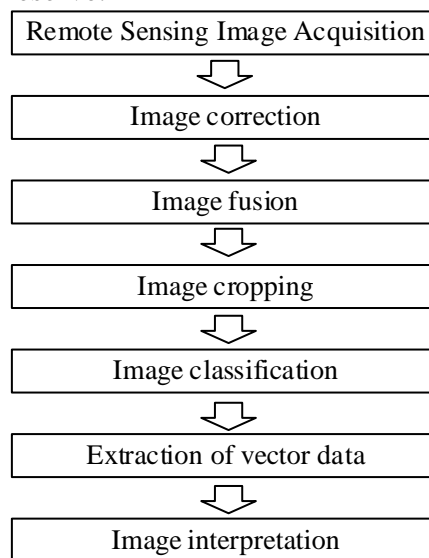 Remote Sensing Image Acquisition
Image correction
Image fusion
Image cropping
Image classification
Extraction of vector data
Image interpretation